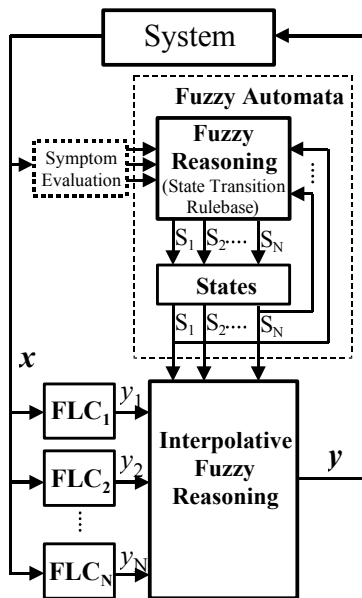 System
Fuzzy Automata
Symptom
Evaluation
Fuzzy
Reasoning
(State Transition
Rulebase)
S1 S2.... SN
States
S1 S2.... SN
x
FLC1 y1
FLC2 y2
FLCN yN
Interpolative
Fuzzy
Reasoning
y